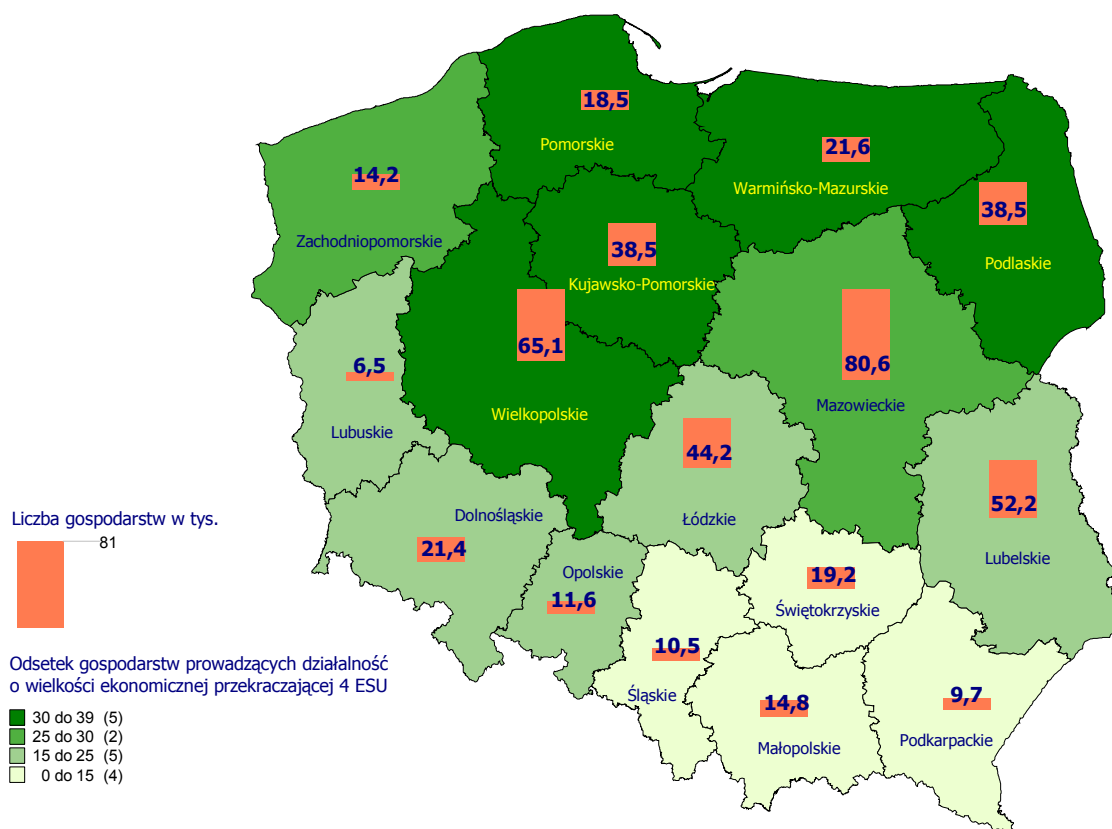 18,5
Pomorskie
21,6
Warmińsko-Mazurskie
14,2
Zachodniopomorskie
38,5
Podlaskie
38,5
Kujawsko-Pomorskie
65,1
Wielkopolskie
80,6
Mazowieckie
6,5
Lubuskie
44,2
Łódzkie
52,2
Lubelskie
Dolnośląskie
21,4
Opolskie
11,6
19,2
Świętokrzyskie
10,5
Śląskie
14,8
Małopolskie
9,7
Podkarpackie
Liczba gospodarstw w tys.
81
Odsetek gospodarstw prowadzących działalność
o wielkości ekonomicznej przekraczającej 4 ESU
30 do 39 (5)
25 do 30 (2)
15 do 25 (5)
0 do 15 (4)